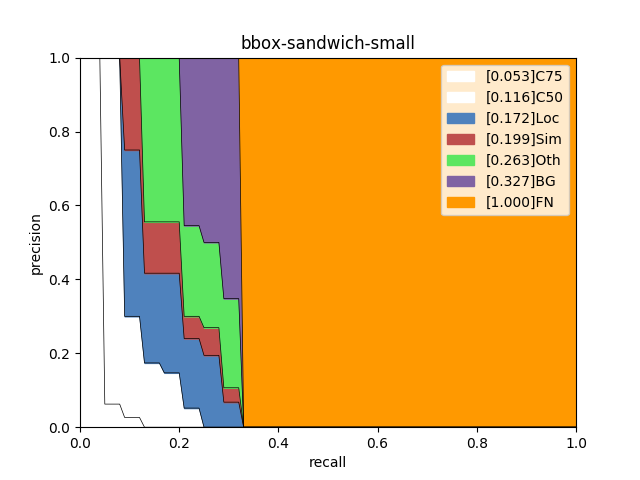 bbox-sandwich-small
1.0
0.8
0.6
0.4
0.2
0.0
precision
[0.053]C75
[0.116]C50
[0.172]Loc
[0.199]Sim
[0.263]Oth
[0.327]BG
[1.000]FN
0.0 0.2 0.4 0.6 0.8 1.0
recall